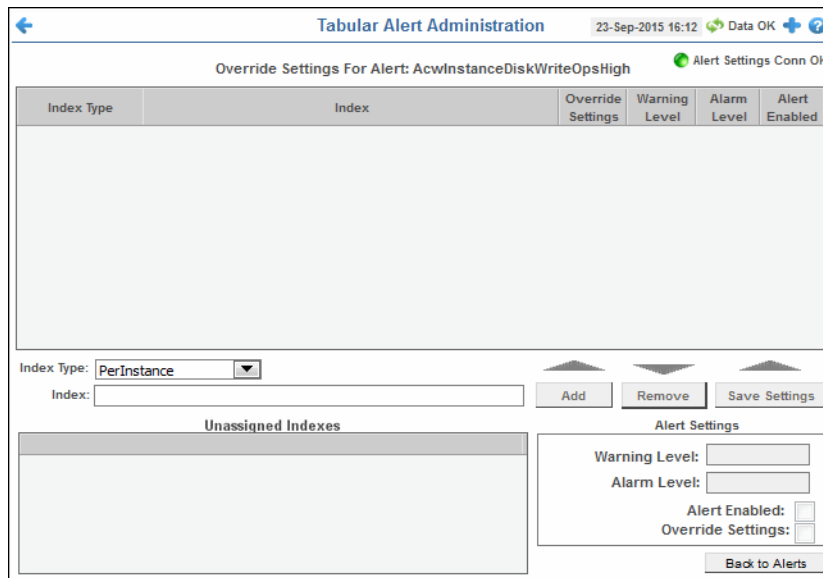 Tabular Alert Administration 23-Sep-2015 16:12 Data OK
Override Settings For Alert: AcwInstanceDiskWriteOpsHigh Alert Settings Conn OK
Index Type Index Override Settings Warning Level Alarm Level Alert Enabled
Index Type: PerInstance
Index: Add Remove Save Settings
Unassigned Indexes Alert Settings
Warning Level:
Alarm Level:
Alert Enabled:
Override Settings:
Back to Alerts